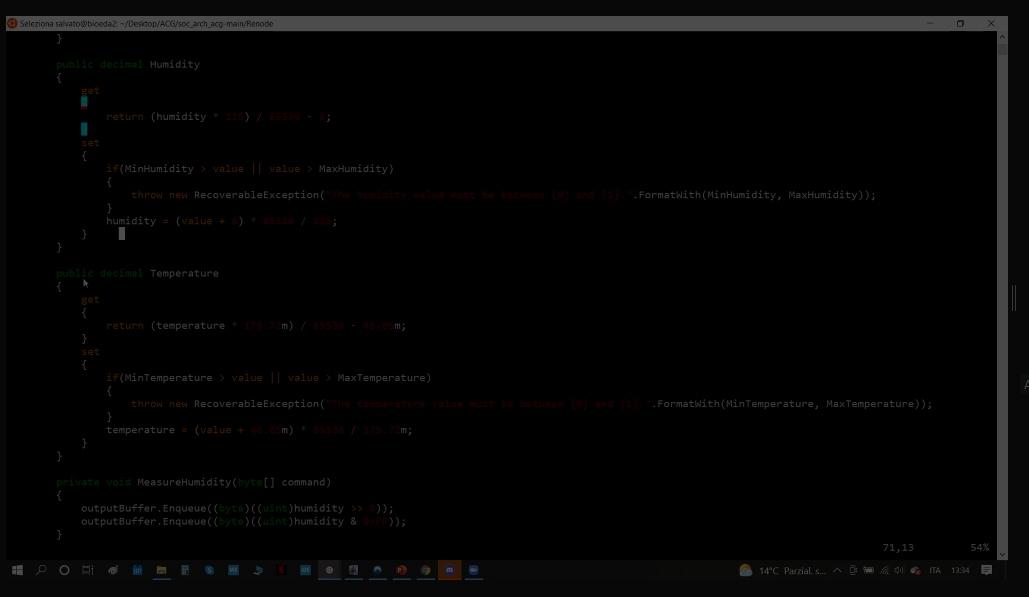 Seleziona salvato@bioeda2: ~/Desktop/ACG/soc_arch_acg-main/Renode
}
public decimal Humidity
{
get
return (humidity * ) / 65536 - ;
set
{
if(MinHumidity > value || value > MaxHumidity)
{
throw new RecoverableException("The humidity value must be between {0} and {1}.".FormatWith(MinHumidity, MaxHumidity));
}
humidity = (value + 6) * 65536 / ;
}
}
public decimal Temperature
{
get
{
return (temperature * 175.72m) / 65536 - 46.85m;
}
set
{
if(MinTemperature > value || value > MaxTemperature)
{
throw new RecoverableException("The temperature value must be between {0} and {1}.".FormatWith(MinTemperature, MaxTemperature));
}
temperature = (value + 46.85m) * 65536 / 175.72m;
}
}
private void MeasureHumidity(byte[] command)
{
outputBuffer.Enqueue((byte)((uint)humidity >> 8));
outputBuffer.Enqueue((byte)((uint)humidity & 0xFC));
}
71,13 54%
14°C Parzial. s... ITA 13:34